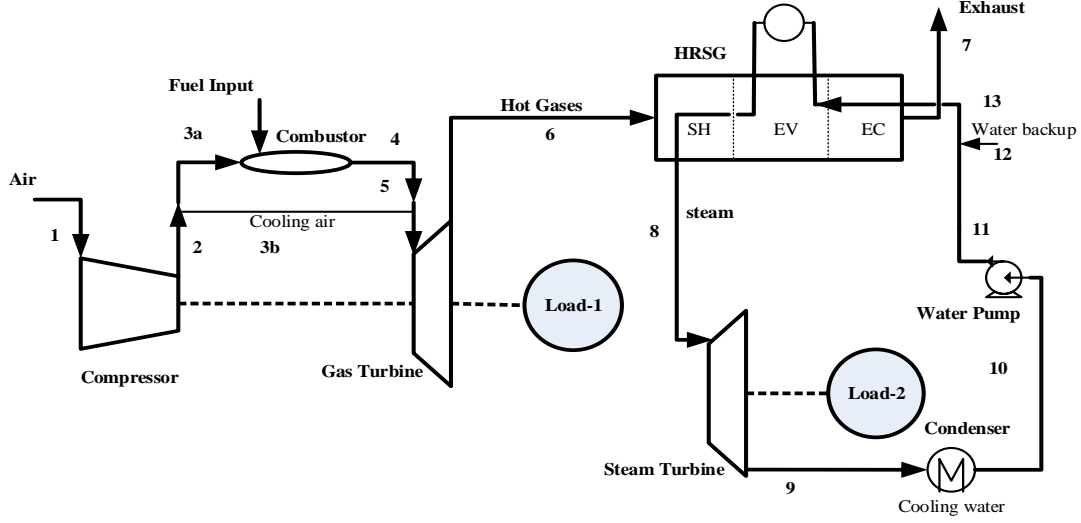 Exhaust
7
HRSG
Fuel Input
Hot Gases
6
13
SH
EV
EC
Water backup
12
3a
Combustor
4
5
Air
Cooling air
3b
1
2
8
steam
11
Load-1
Water Pump
Compressor
Gas Turbine
10
Load-2
Condenser
Steam Turbine
9
Cooling water